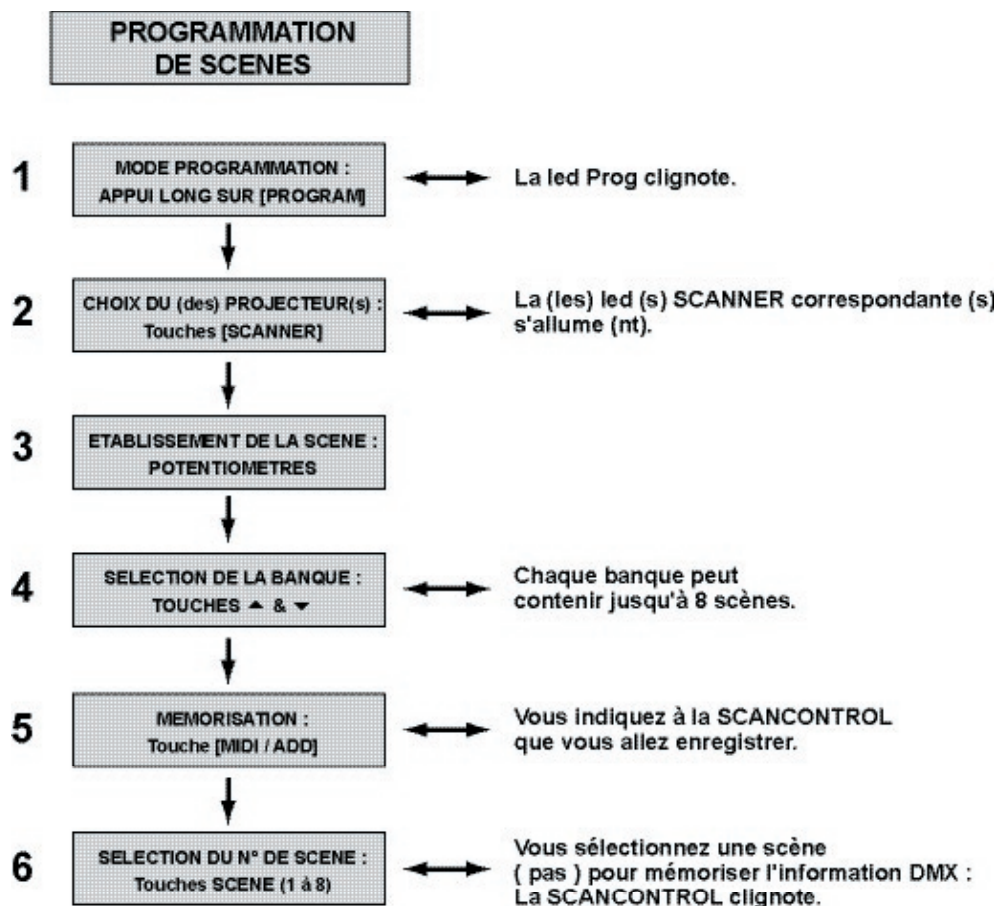 PROGRAMMATION
DE SCENES
1
MODE PROGRAMMATION :
APPUI LONG SUR [PROGRAM]
La led Prog clignote.
2
CHOIX DU (des) PROJECTEUR(s) :
Touches [SCANNER]
La (les) led (s) SCANNER correspondante (s)
s'allume (nt).
3
ETABLISSEMENT DE LA SCENE :
POTENTIOMETRES
4
SELECTION DE LA BANQUE :
TOUCHES ▲ & ▼
Chaque banque peut
contenir jusqu'à 8 scènes.
5
MEMORISATION :
Touche [MIDI / ADD]
Vous indiquez à la SCANCONTROL
que vous allez enregistrer.
6
SELECTION DU N° DE SCENE :
Touches SCENE (1 à 8)
Vous sélectionnez une scène
( pas ) pour mémoriser l'information DMX :
La SCANCONTROL clignote.